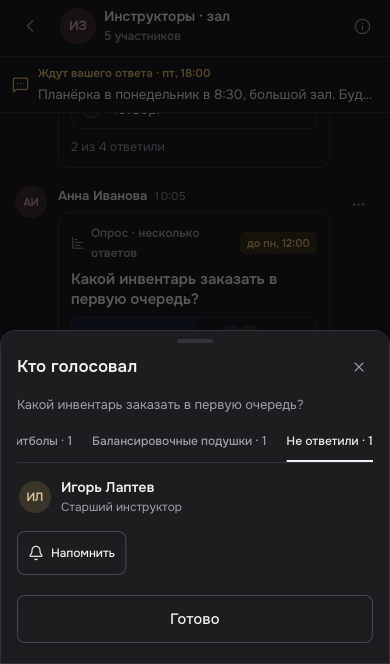 ИЗ
Инструкторы · зал
5 участников
Ждут вашего ответа · пт, 18:00
Планёрка в понедельник в 8:30, большой зал. Буд...
2 из 4 ответили
АИ
Анна Иванова 10:05
Опрос · несколько
ответов
до пн, 12:00
Какой инвентарь заказать в
первую очередь?
Кто голосовал
Какой инвентарь заказать в первую очередь?
итболы · 1 Балансировочные подушки · 1 Не ответили · 1
ИЛ
Игорь Лаптев
Старший инструктор
Напомнить
Готово